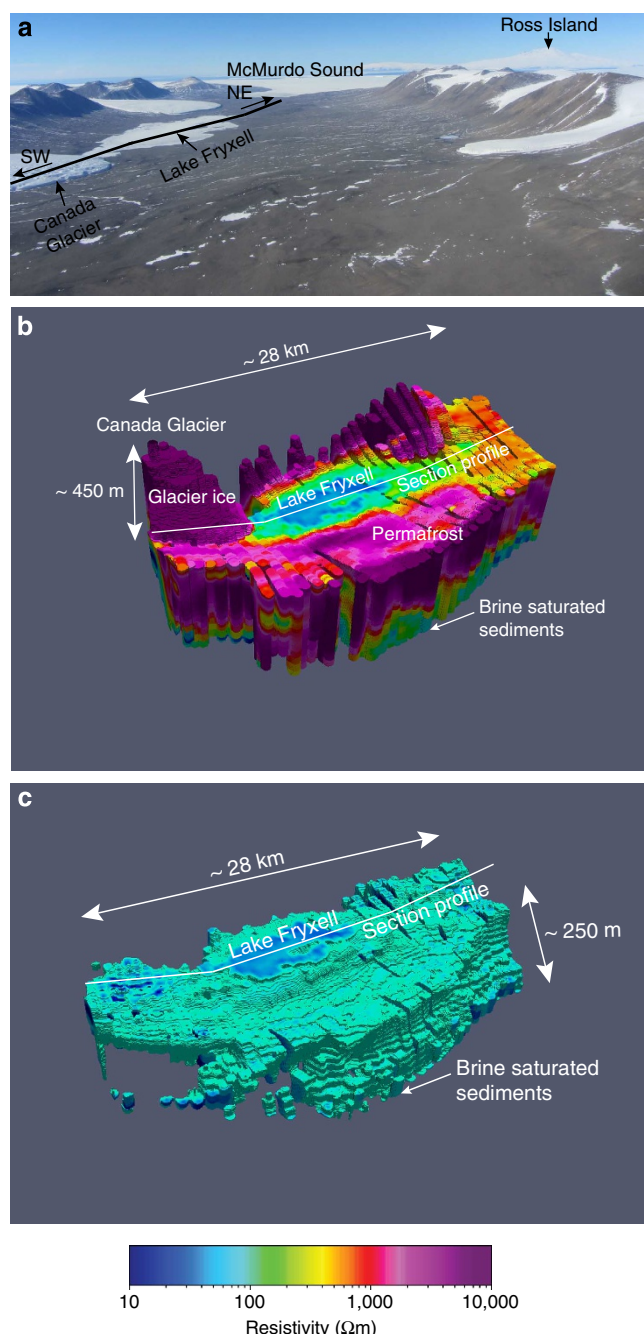 a
Ross Island
McMurdo Sound
NE
SW
Lake Fryxell
Canada
Glacier
b
~ 28 km
Canada Glacier
~ 450 m
Glacier ice
Lake Fryxell
Section profile
Permafrost
Brine saturated
sediments
c
~ 28 km
Lake Fryxell
Section profile
~ 250 m
Brine saturated
sediments
10 100 1,000 10,000
Resistivity (Ωm)